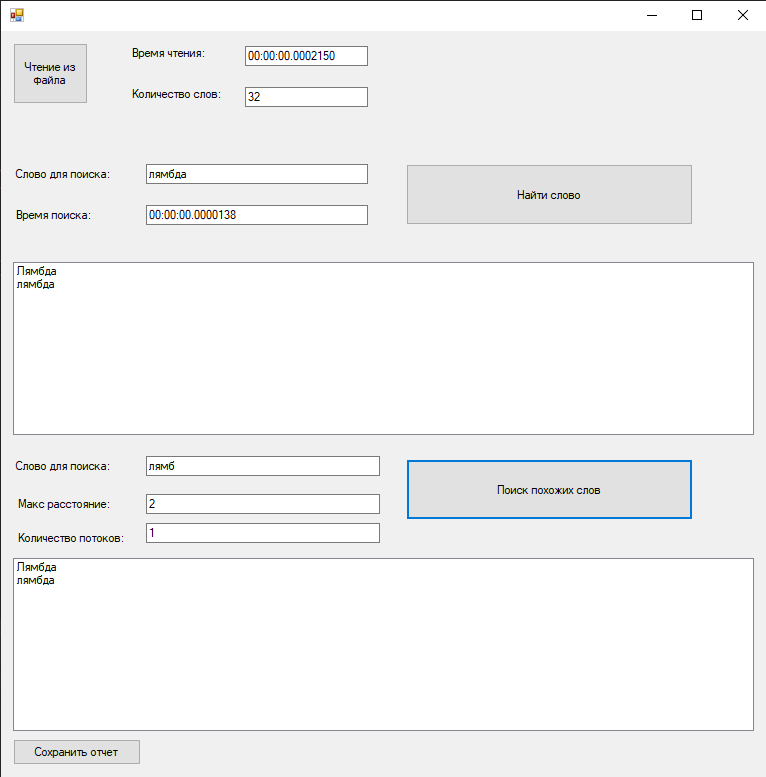 Чтение из
файла
Время чтения:
00:00:00.0002150
Количество слов:
32
Слово для поиска:
лямбда
Найти слово
Время поиска:
00:00:00.0000138
Лямбда
лямбда
Слово для поиска:
лямб
Поиск похожих слов
Макс расстояние:
2
Количество потоков:
1
Лямбда
лямбда
Сохранить отчет